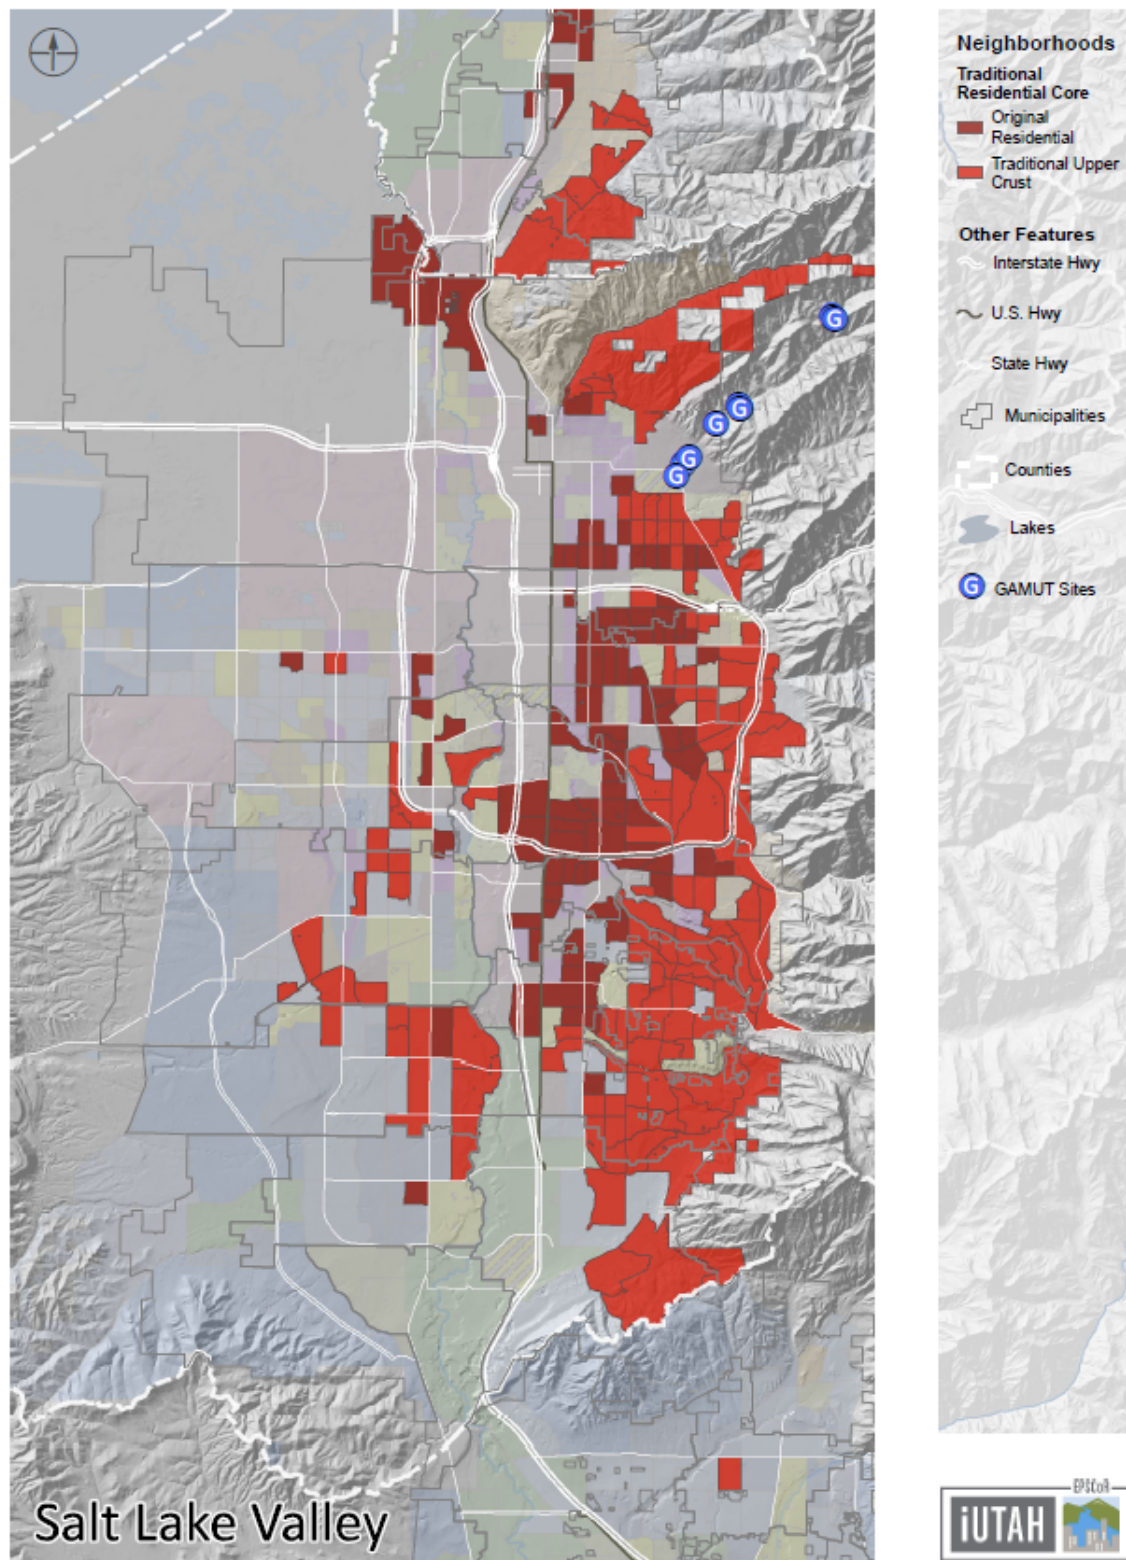 Neighborhoods
Traditional
Residential Core
Original
Residential
Traditional Upper
Crust
Other Features
Interstate Hwy
U.S. Hwy
State Hwy
Municipalities
Counties
Lakes
G GAMUT Sites
G
G
G
G
G
Salt Lake Valley
EPSCoR
iUTAH